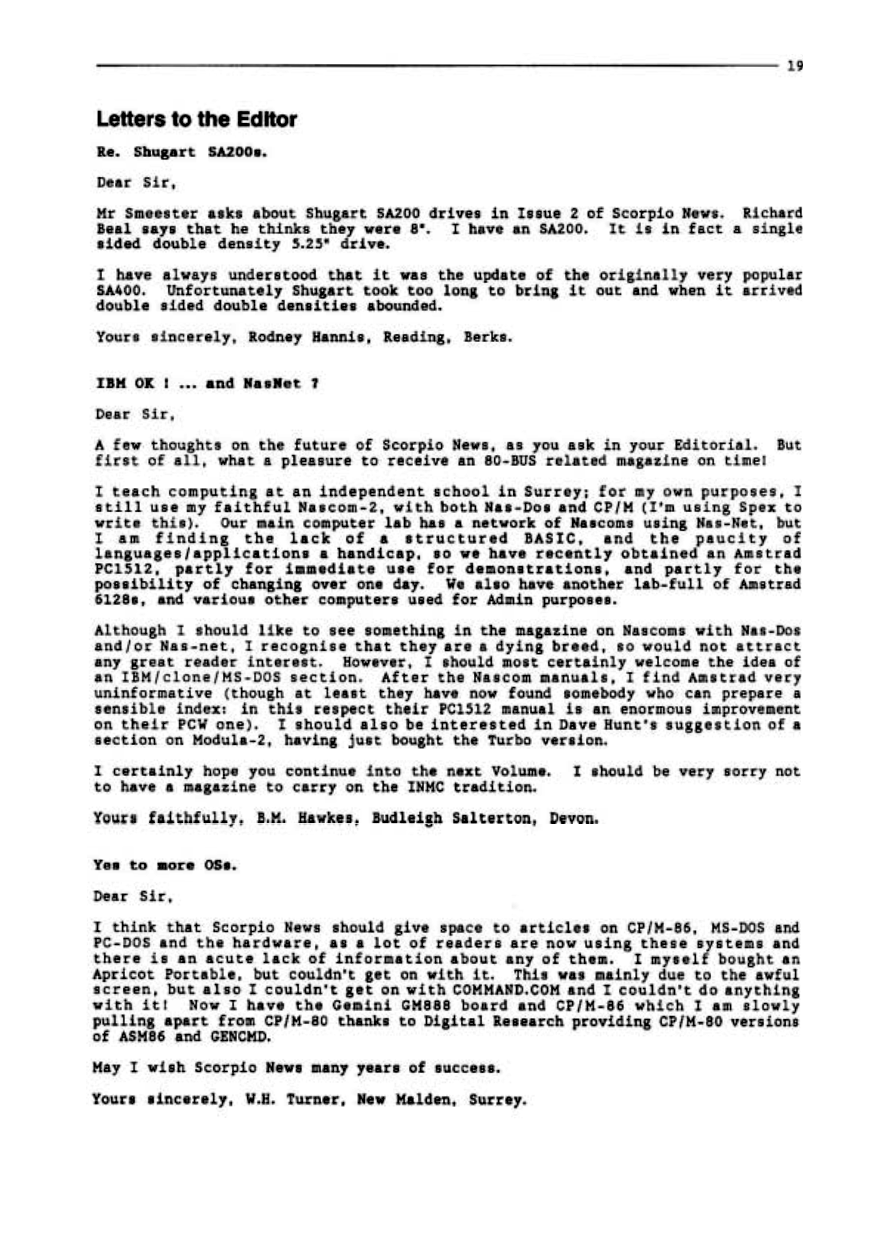 19
Letters to the Editor
Re. Shugart SA200s.
Dear Sir,
Mr Smeester asks about Shugart SA200 drives in Issue 2 of Scorpio News. Richard
Beal says that he thinks they were 8". I have an SA200. It is in fact a single
sided double density 5.25" drive.
I have always understood that it was the update of the originally very popular
SA400. Unfortunately Shugart took too long to bring it out and when it arrived
double sided double densities abounded.
Yours sincerely, Rodney Hannis, Reading, Berks.
IBM OK ! ... and NasNet ?
Dear Sir,
A few thoughts on the future of Scorpio News, as you ask in your Editorial. But
first of all, what a pleasure to receive an 80-BUS related magazine on time!
I teach computing at an independent school in Surrey; for my own purposes, I
still use my faithful Nascom-2, with both Nas-Dos and CP/M (I'm using Spex to
write this). Our main computer lab has a network of Nascoms using Nas-Net, but
I am finding the lack of a structured BASIC, and the paucity of
languages/applications a handicap, so we have recently obtained an Amstrad
PC1512, partly for immediate use for demonstrations, and partly for the
possibility of changing over one day. We also have another lab-full of Amstrad
6128s, and various other computers used for Admin purposes.
Although I should like to see something in the magazine on Nascoms with Nas-Dos
and/or Nas-net, I recognise that they are a dying breed, so would not attract
any great reader interest. However, I should most certainly welcome the idea of
an IBM/clone/MS-DOS section. After the Nascom manuals, I find Amstrad very
uninformative (though at least they have now found somebody who can prepare a
sensible index: in this respect their PC1512 manual is an enormous improvement
on their PCW one). I should also be interested in Dave Hunt's suggestion of a
section on Modula-2, having just bought the Turbo version.
I certainly hope you continue into the next Volume. I should be very sorry not
to have a magazine to carry on the INMC tradition.
Yours faithfully, B.M. Hawkes, Budleigh Salterton, Devon.
Yes to more OSs.
Dear Sir,
I think that Scorpio News should give space to articles on CP/M-86, MS-DOS and
PC-DOS and the hardware, as a lot of readers are now using these systems and
there is an acute lack of information about any of them. I myself bought an
Apricot Portable, but couldn't get on with it. This was mainly due to the awful
screen, but also I couldn't get on with COMMAND.COM and I couldn't do anything
with it! Now I have the Gemini GM888 board and CP/M-86 which I am slowly
pulling apart from CP/M-80 thanks to Digital Research providing CP/M-80 versions
of ASM86 and GENCMD.
May I wish Scorpio News many years of success.
Yours sincerely, W.H. Turner, New Malden, Surrey.